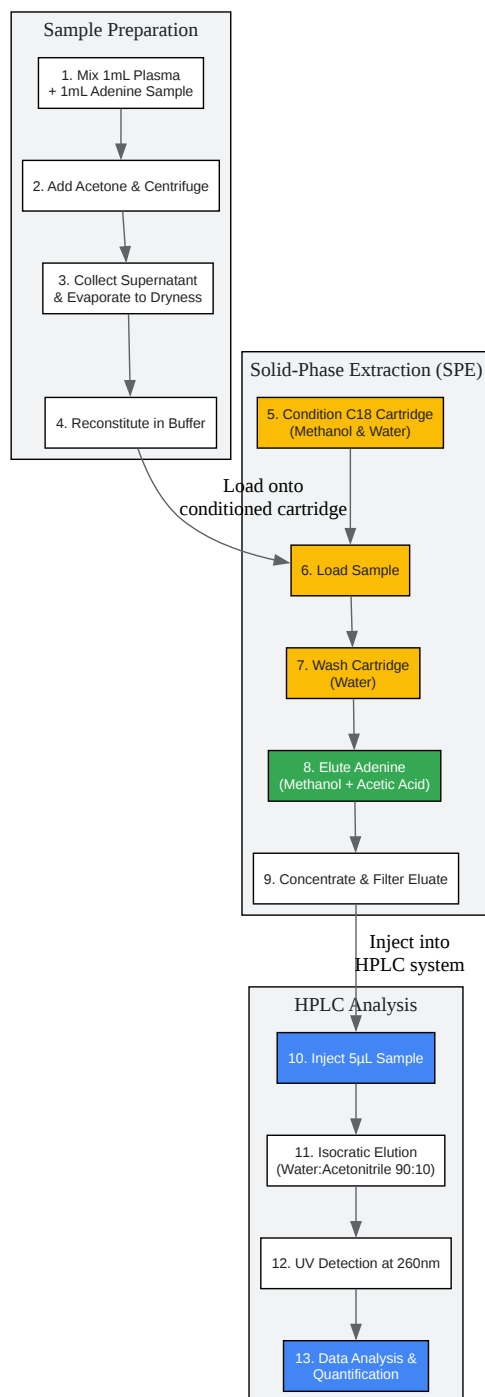 Sample Preparation
1. Mix 1mL Plasma
+ 1mL Adenine Sample
2. Add Acetone & Centrifuge
3. Collect Supernatant
& Evaporate to Dryness
4. Reconstitute in Buffer
Solid-Phase Extraction (SPE)
5. Condition C18 Cartridge
(Methanol & Water)
Load onto
conditioned cartridge
6. Load Sample
7. Wash Cartridge
(Water)
8. Elute Adenine
(Methanol + Acetic Acid)
9. Concentrate & Filter Eluate
Inject into
HPLC system
HPLC Analysis
10. Inject 5μL Sample
11. Isocratic Elution
(Water:Acetonitrile 90:10)
12. UV Detection at 260nm
13. Data Analysis &
Quantification